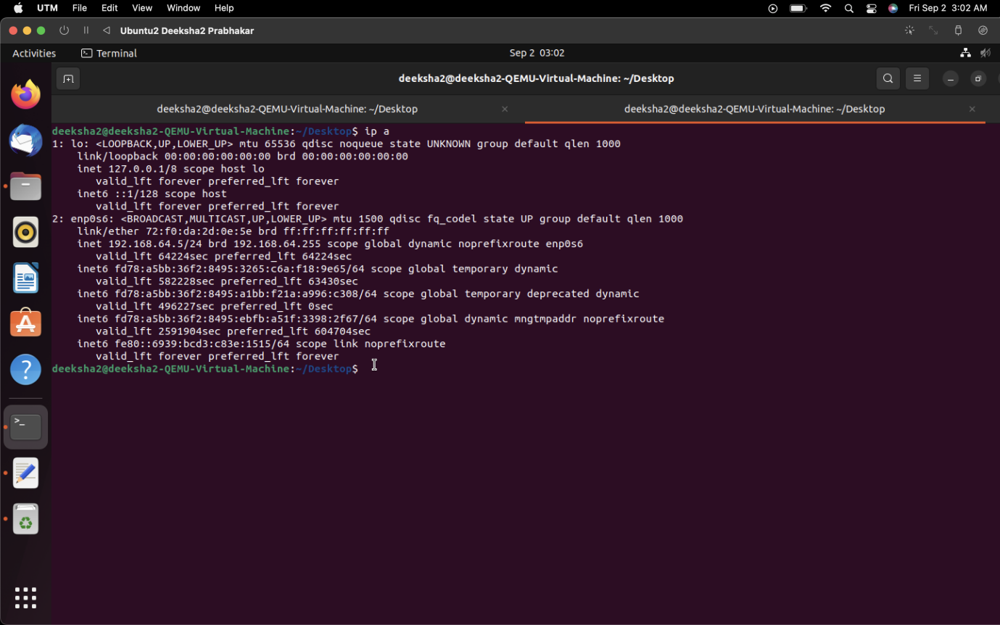 UTM File Edit View Window Help Fri Sep 2 3:02 AM
Ubuntu2 Deeksha2 Prabhakar
Activities Terminal Sep 2 03:02
deeksha2@deeksha2-QEMU-Virtual-Machine: ~/Desktop
deeksha2@deeksha2-QEMU-Virtual-Machine: ~/Desktop deeksha2@deeksha2-QEMU-Virtual-Machine: ~/Desktop
deeksha2@deeksha2-QEMU-Virtual-Machine:~/Desktop$ ip a
1: lo: <LOOPBACK,UP,LOWER_UP> mtu 65536 qdisc noqueue state UNKNOWN group default qlen 1000
link/loopback 00:00:00:00:00:00 brd 00:00:00:00:00:00
inet 127.0.0.1/8 scope host lo
valid_lft forever preferred_lft forever
inet6 ::1/128 scope host
valid_lft forever preferred_lft forever
2: enp0s6: <BROADCAST,MULTICAST,UP,LOWER_UP> mtu 1500 qdisc fq_codel state UP group default qlen 1000
link/ether 72:f0:da:2d:0e:5e brd ff:ff:ff:ff:ff:ff
inet 192.168.64.5/24 brd 192.168.64.255 scope global dynamic noprefixroute enp0s6
valid_lft 64224sec preferred_lft 64224sec
inet6 fd78:a5bb:36f2:8495:3265:c6a:f18:9e65/64 scope global temporary dynamic
valid_lft 582228sec preferred_lft 63430sec
inet6 fd78:a5bb:36f2:8495:a1bb:f21a:a996:c308/64 scope global temporary deprecated dynamic
valid_lft 496227sec preferred_lft 0sec
inet6 fd78:a5bb:36f2:8495:ebfb:a51f:3398:2f67/64 scope global dynamic mngtmpaddr noprefixroute
valid_lft 2591904sec preferred_lft 604704sec
inet6 fe80::6939:bcd3:c83e:1515/64 scope link noprefixroute
valid_lft forever preferred_lft forever
deeksha2@deeksha2-QEMU-Virtual-Machine:~/Desktop$